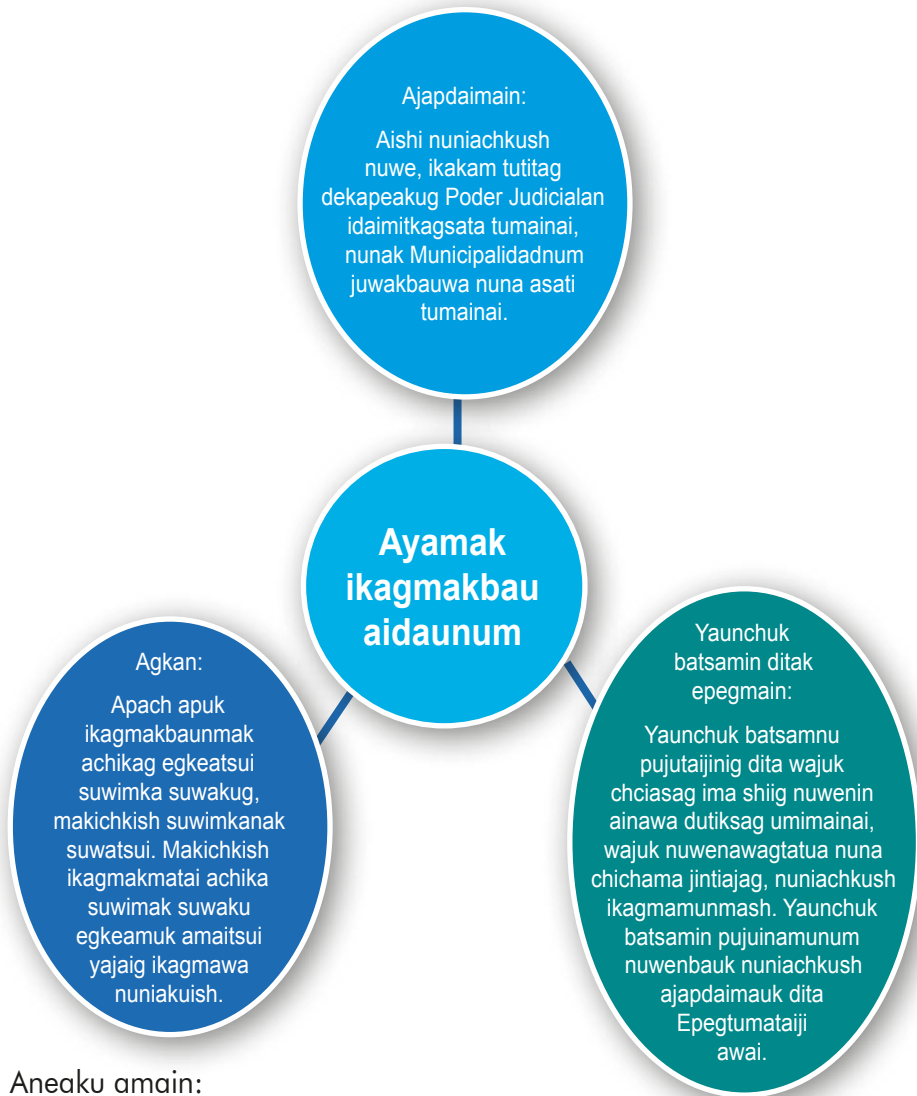 Ajapdaimain:
Aishi nuniachkush
nuwe, ikakam tutitag
dekapeakug Poder Judicialan
idaimitkagsata tumainai,
nunak Municipalidadnum
juwakbauwa nuna asati
tumainai.
Ayamak
ikagmakbau
aidaunum
Agkan:
Apach apuk
ikagmakbaunmak
achikag egkeatsui
suwimka suwakug,
makichkish suwimkanak
suwatsui. Makichkish
ikagmakmatai achika
suwimak suwaku
egkeamuk amaitsui
yajaig ikagmawa
nuniakuish.
Yaunchuk
batsamin ditak
epegmain:
Yaunchuk batsamnu
pujutaijinig dita wajuk
chciasag ima shiig nuwenin
ainawa dutiksag umimainai,
wajuk nuwenawagtatua nuna
chichama jintiajag, nuniachkush
ikagmamunmash. Yaunchuk
batsamin pujuinamunum
nuwenbauk nuniachkush
ajapdaimauk dita
Epegtumataiji
awai.
Aneaku amain: